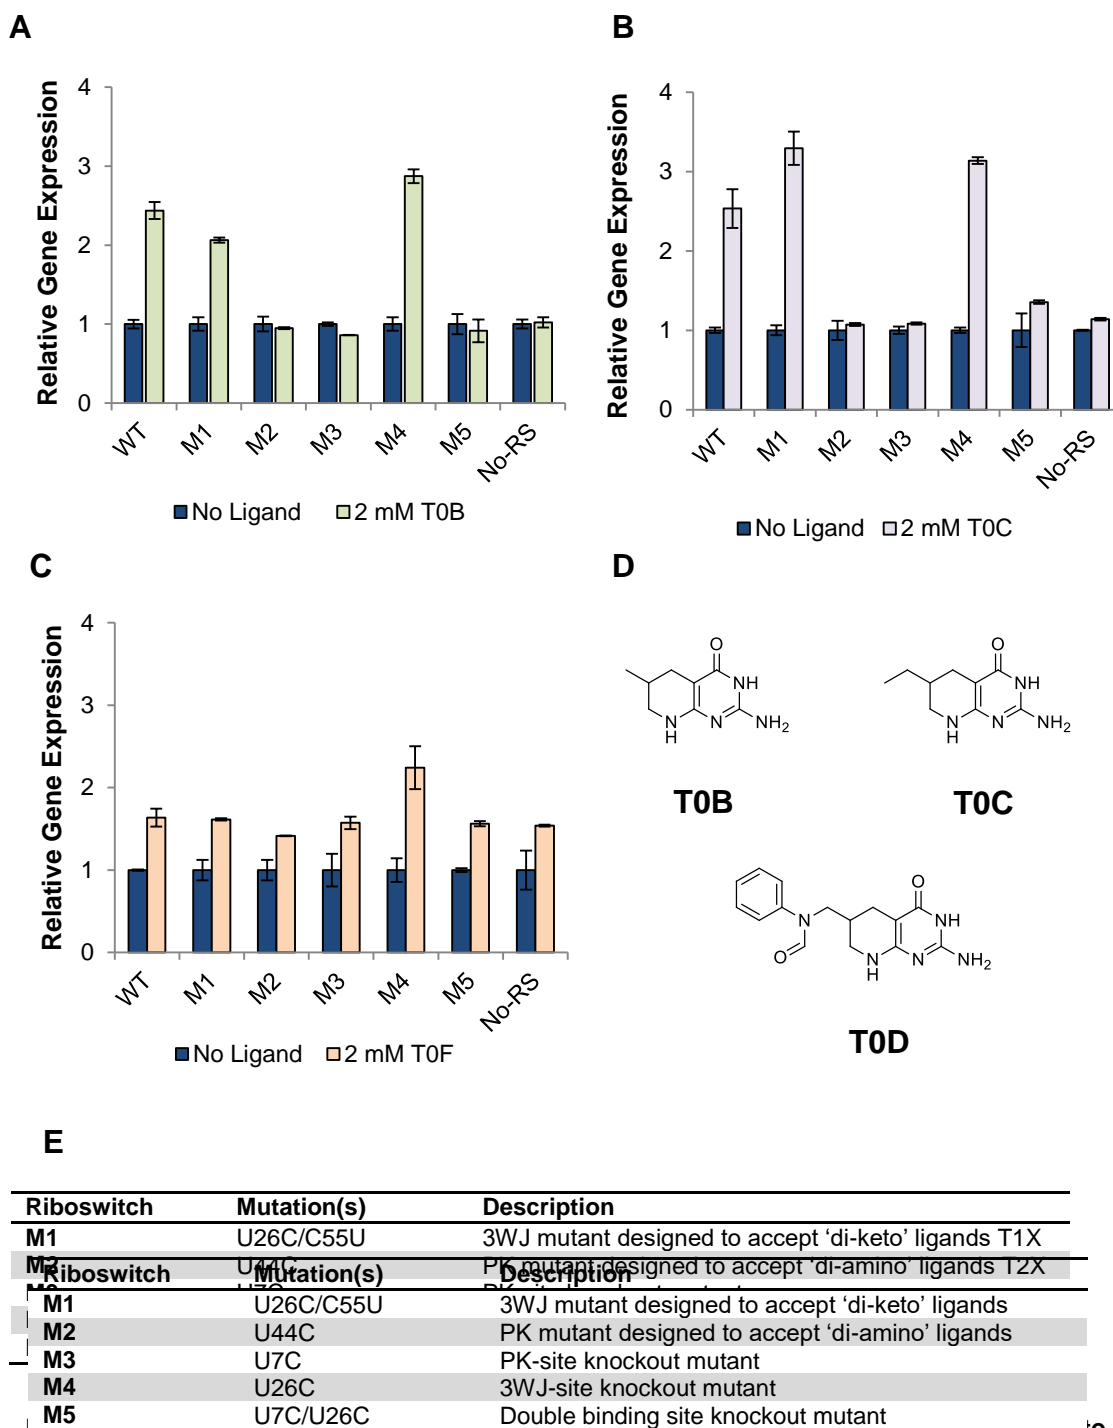 A
B
Relative Gene Expression
4
3
2
1
0
WT
M1
M2
M3
M4
M5
No-RS
No Ligand
2 mM T0B
Relative Gene Expression
4
3
2
1
0
WT
M1
M2
M3
M4
M5
No-RS
No Ligand
2 mM T0C
C
D
Relative Gene Expression
4
3
2
1
0
WT
M1
M2
M3
M4
M5
No-RS
No Ligand
2 mM T0F
O
NH
N
H
N
NH2
T0B
O
NH
N
H
N
NH2
T0C
N
O
O
NH
N
H
N
NH2
T0D
E
Riboswitch Mutation(s) Description
M1 U26C/C55U 3WJ mutant designed to accept ‘di-keto’ ligands T1X
M2 U44C PK mutant designed to accept ‘di-amino’ ligands T2X
Riboswitch Mutation(s) Description
M1 U26C/C55U 3WJ mutant designed to accept ‘di-keto’ ligands
M2 U44C PK mutant designed to accept ‘di-amino’ ligands
M3 U7C PK-site knockout mutant
M4 U26C 3WJ-site knockout mutant
M5 U7C/U26C Double binding site knockout mutant